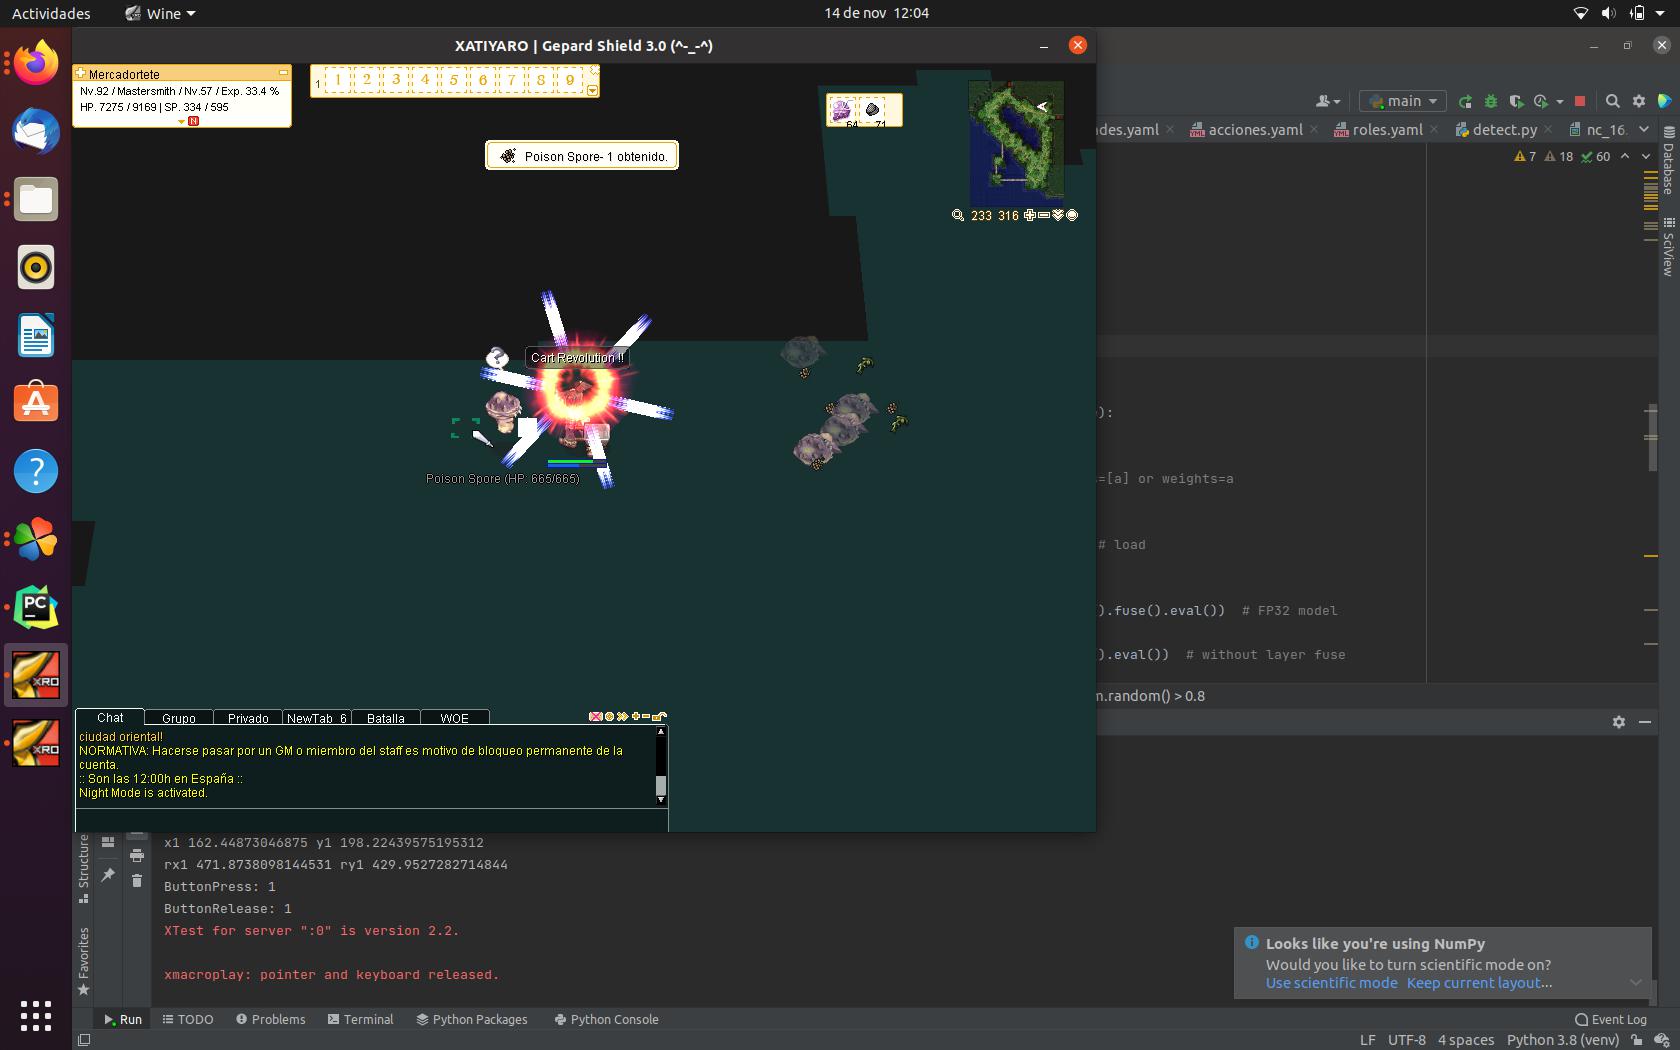 Actividades
Wine
14 de nov 12:04
XATIYARO | Gepard Shield 3.0 (^-_-^)
Mercadortete
Nv.92 / Mastersmith / Nv.57 / Exp. 33.4 %
HP. 7275 / 9169 | SP. 334 / 595
N
1 1 2 3 4 5 6 7 8 9
64 71
Poison Spore- 1 obtenido.
233 316
main
des.yaml
acciones.yaml
roles.yaml
detect.py
nc_16.
7 18 60
Database
SciView
Cart Revolution !!
Poison Spore (HP: 665/665)
):
=[a] or weights=a
# load
).fuse().eval()) # FP32 model
).eval()) # without layer fuse
m.random() > 0.8
PC
XRO
XRO
Chat Grupo Privado NewTab_6 Batalla WOE
ciudad oriental!
NORMATIVA: Hacerse pasar por un GM o miembro del staff es motivo de bloqueo permanente de la
cuenta.
:: Son las 12:00h en España ::
Night Mode is activated.
Structure
Favorites
x1 162.44873046875 y1 198.22439575195312
rx1 471.8738098144531 ry1 429.9527282714844
ButtonPress: 1
ButtonRelease: 1
XTest for server ":0" is version 2.2.
xmacroplay: pointer and keyboard released.
Looks like you're using NumPy
Would you like to turn scientific mode on?
Use scientific mode Keep current layout...
Run TODO Problems Terminal Python Packages Python Console
Event Log
LF UTF-8 4 spaces Python 3.8 (venv)